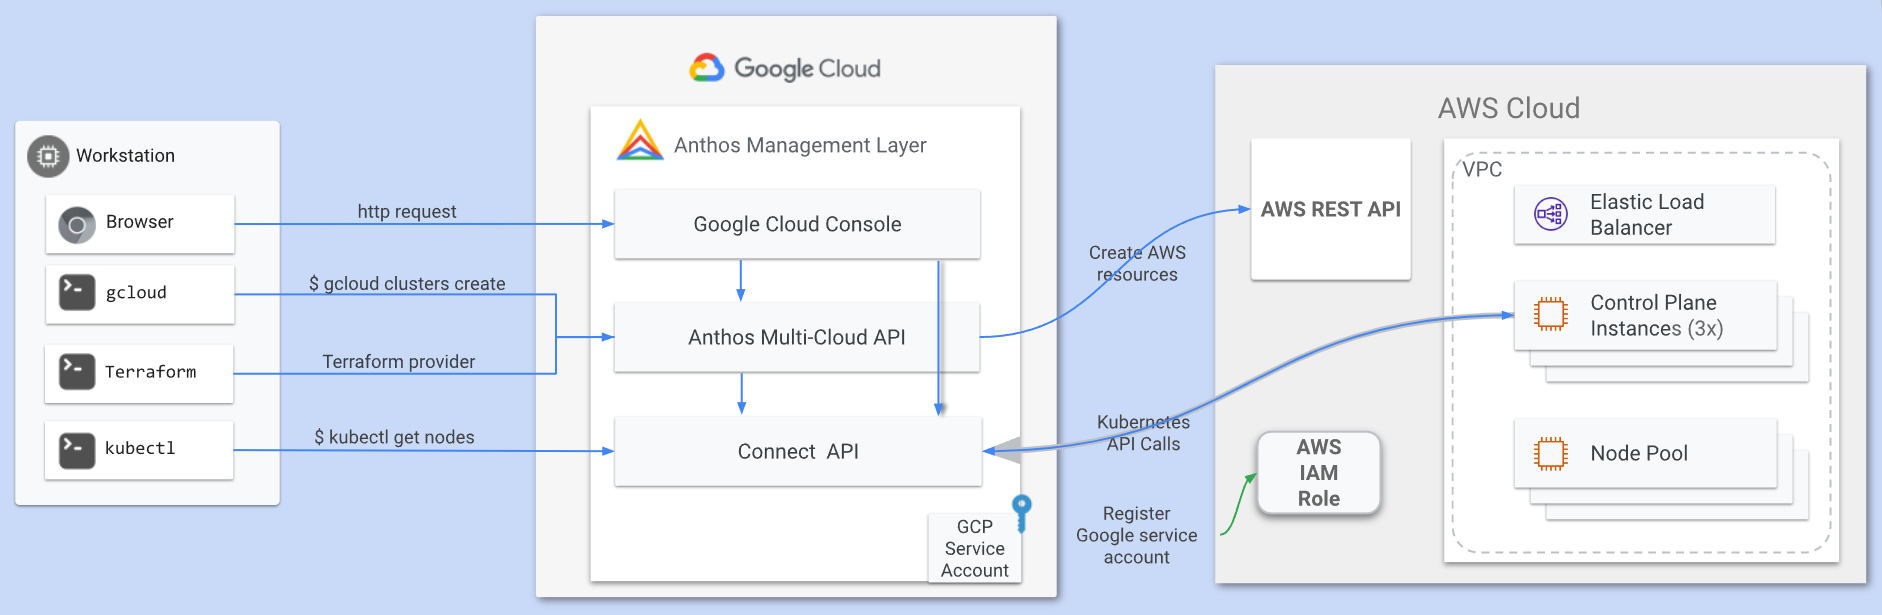 Workstation
Browser
gcloud
Terraform
kubectl
http request
$ gcloud clusters create
Terraform provider
$ kubectl get nodes
Google Cloud
Anthos Management Layer
Google Cloud Console
Anthos Multi-Cloud API
Connect API
GCP
Service
Account
Create AWS
resources
Kubernetes
API Calls
Register
Google service
account
AWS Cloud
AWS REST API
AWS
IAM
Role
VPC
Elastic Load
Balancer
Control Plane
Instances (3x)
Node Pool